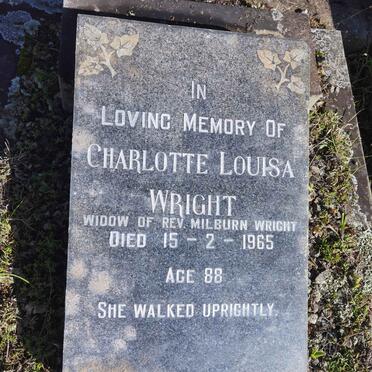 IN
LOVING MEMORY OF
CHARLOTTE LOUISA
WRIGHT
WIDOW OF REV. MILBURN WRIGHT
DIED 15 - 2 - 1965
AGE 88
SHE WALKED UPRIGHTLY.